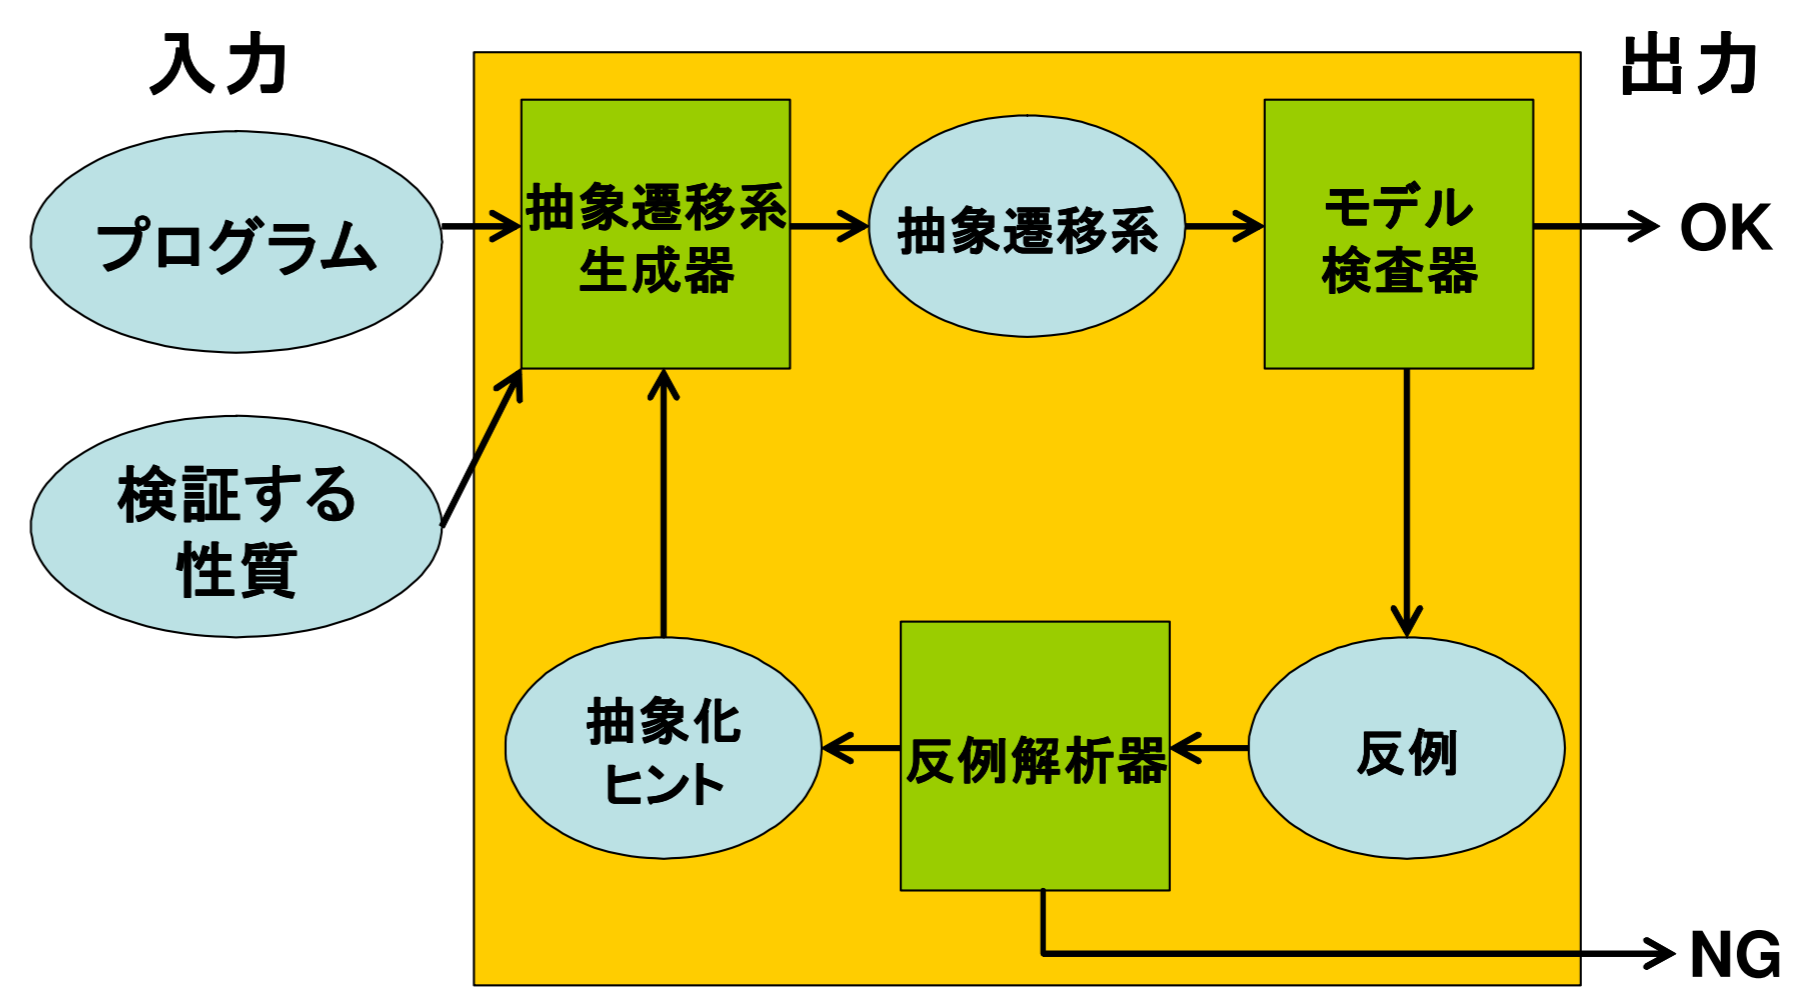 入力
出力
プログラム
抽象遷移系
生成器
抽象遷移系
モデル
検査器
OK
検証する
性質
抽象化
ヒント
反例解析器
反例
NG